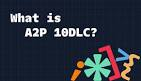 What is
A2P 10DLC?